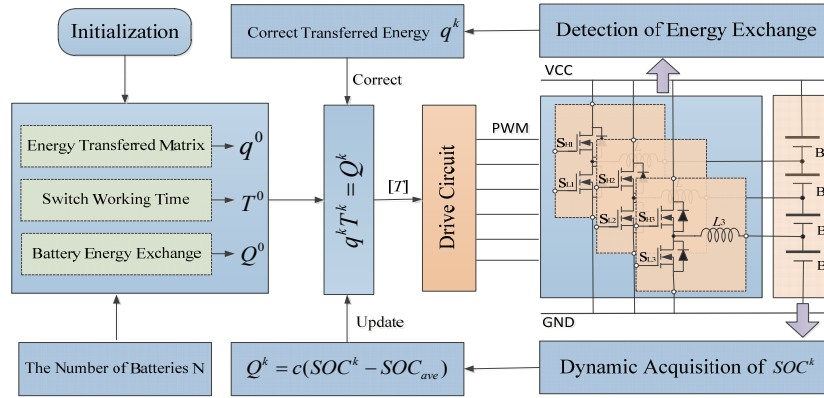 Initialization
Correct Transferred Energy q^k
Detection of Energy Exchange
Correct
VCC
Energy Transferred Matrix
q^0
Switch Working Time
T^0
Battery Energy Exchange
Q^0
q^k T^k = Q^k
[T]
Drive Circuit
PWM
S_H1
S_L1
S_H2
S_L2
S_H3
S_L3
L_3
B
B
B
B
GND
Update
The Number of Batteries N
Q^k = c(SOC^k − SOC_ave)
Dynamic Acquisition of SOC^k